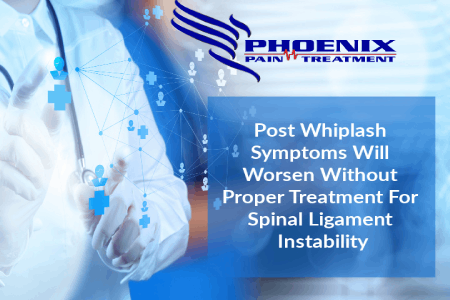 PHOENIX
PAIN TREATMENT
Post Whiplash
Symptoms Will
Worsen Without
Proper Treatment For
Spinal Ligament
Instability